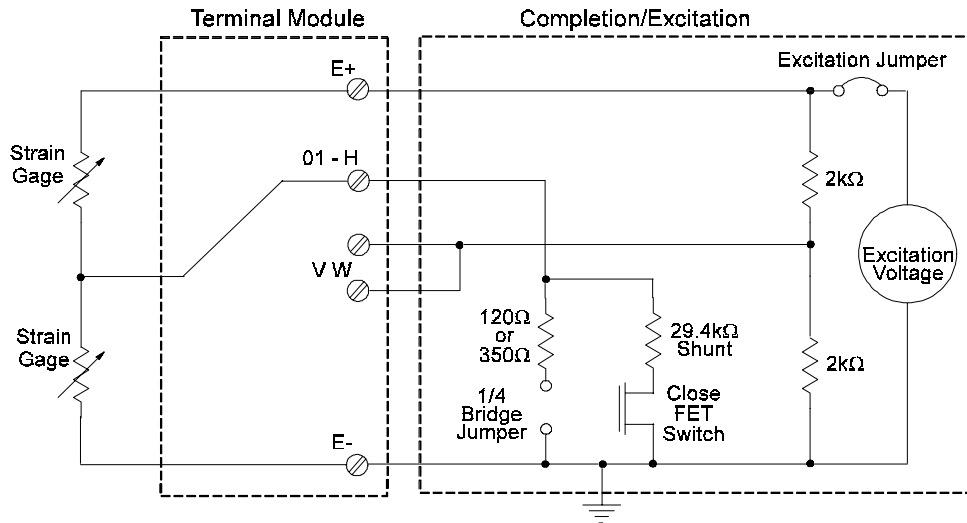 Terminal Module
Completion/Excitation
E+
Excitation Jumper
Strain
Gage
01 - H
2kΩ
V W
Excitation
Voltage
Strain
Gage
120Ω
or
350Ω
29.4kΩ
Shunt
2kΩ
1/4
Bridge
Jumper
Close
FET
Switch
E-